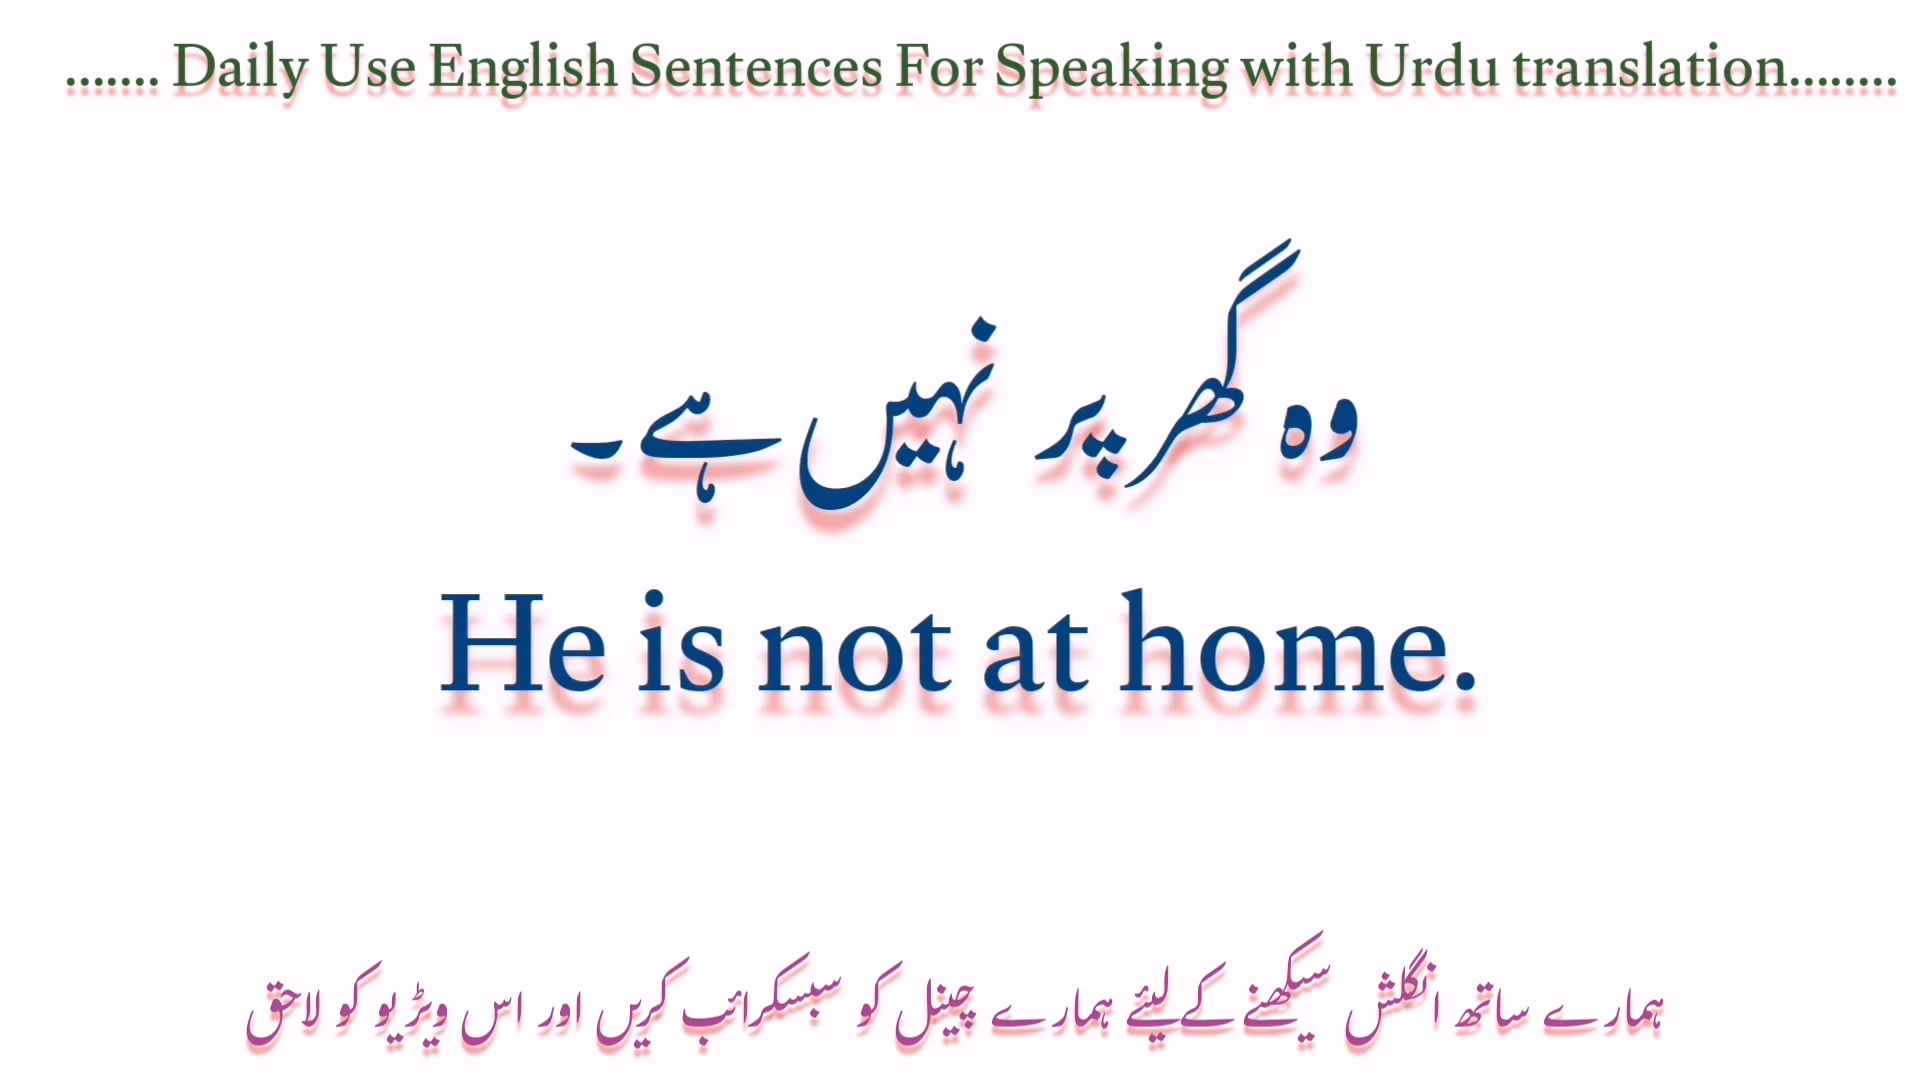 ....... Daily Use English Sentences For Speaking with Urdu translation........
وہ گھر پر نہیں ہے۔
He is not at home.
ہمارے ساتھ انگلش سیکھنے کے لیئے ہمارے چینل کو سبسکرائب کریں اور اس ویڑیو کو لاحق